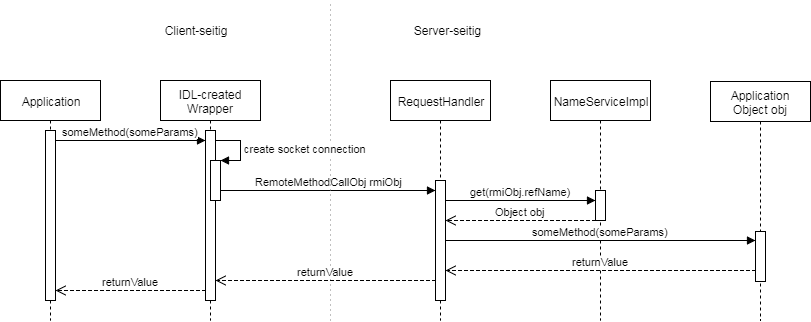 Client-seitig
Server-seitig
Application
IDL-created
Wrapper
RequestHandler
NameServiceImpl
Application
Object obj
someMethod(someParams)
create socket connection
RemoteMethodCallObj rmiObj
get(rmiObj.refName)
Object obj
someMethod(someParams)
returnValue
returnValue
returnValue